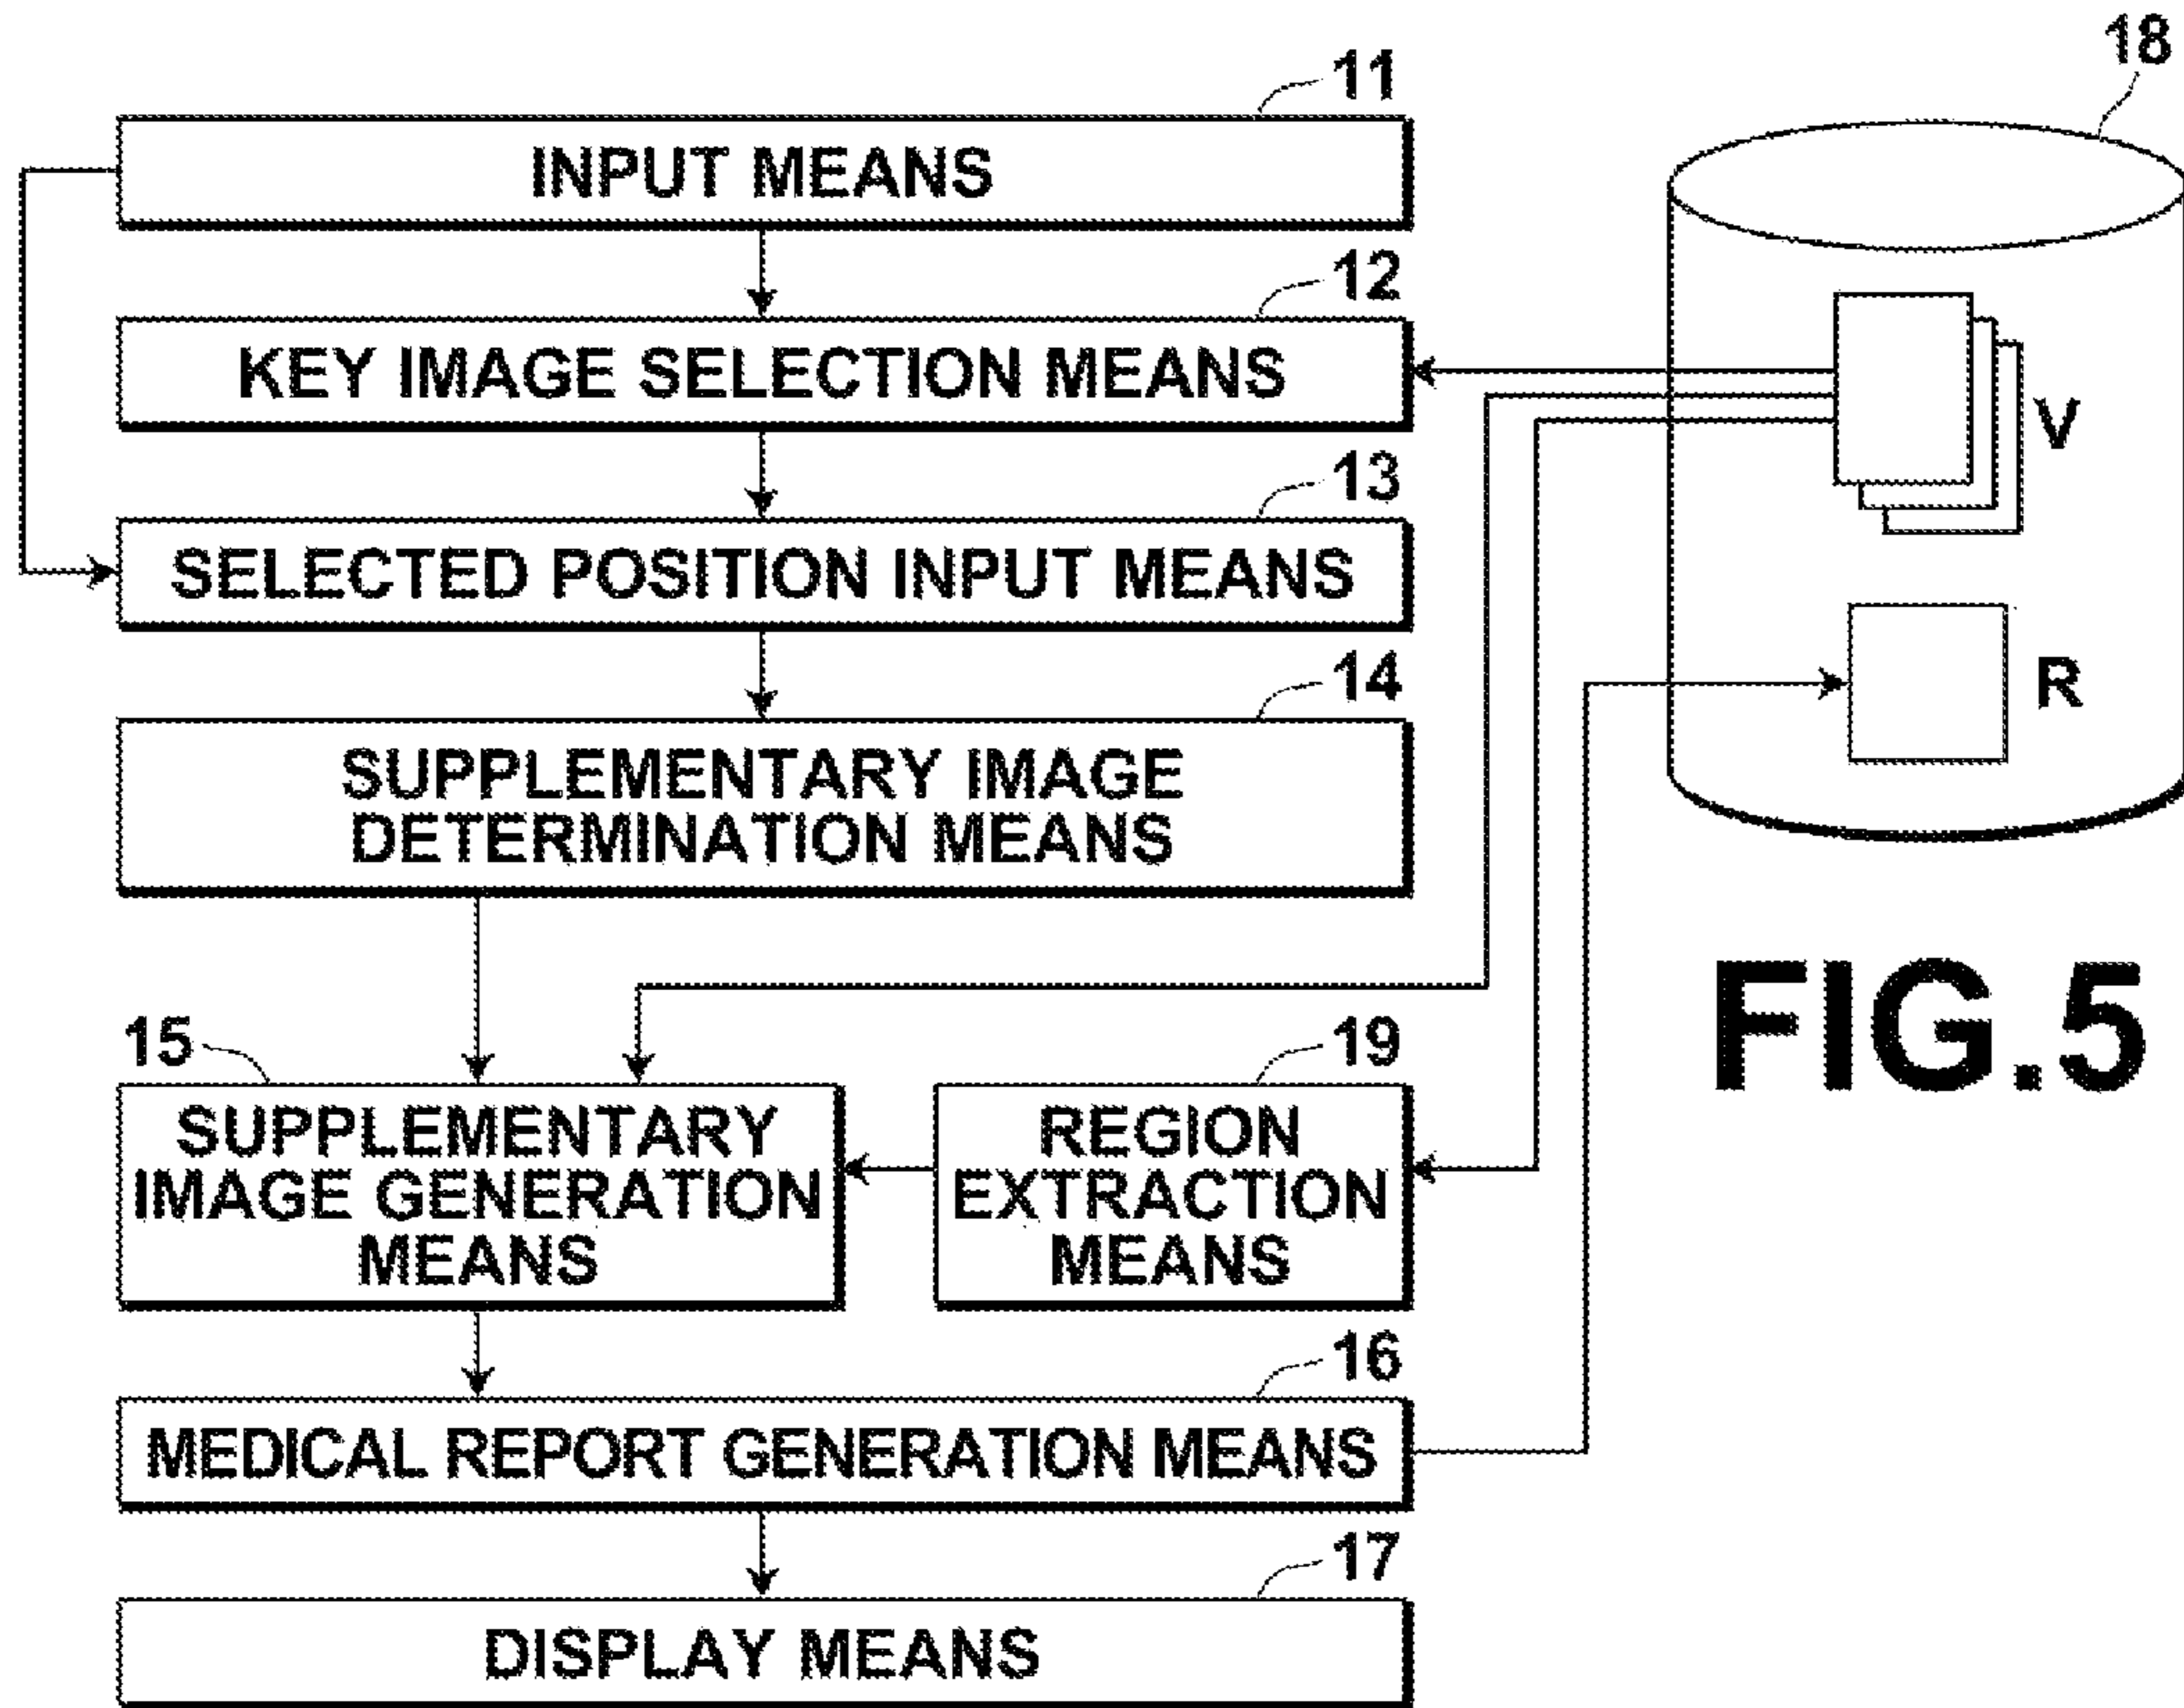 18
11
INPUT MEANS
12
KEY IMAGE SELECTION MEANS
V
13
SELECTED POSITION INPUT MEANS
R
14
SUPPLEMENTARY IMAGE
DETERMINATION MEANS
FIG.5
15
SUPPLEMENTARY
IMAGE GENERATION
MEANS
19
REGION
EXTRACTION
MEANS
16
MEDICAL REPORT GENERATION MEANS
17
DISPLAY MEANS